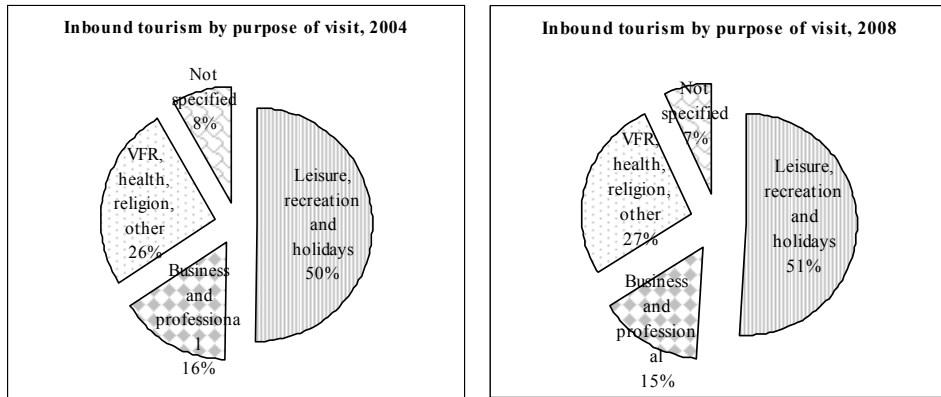 Inbound tourism by purpose of visit, 2004
Not
specified
8%
VFR,
health,
religion,
other
26%
Leisure,
recreation
and
holidays
50%
Business
and
professiona
l
16%
Inbound tourism by purpose of visit, 2008
Not
specified
7%
VFR,
health,
religion,
other
27%
Leisure,
recreation
and
holidays
51%
Business
and
profession
al
15%